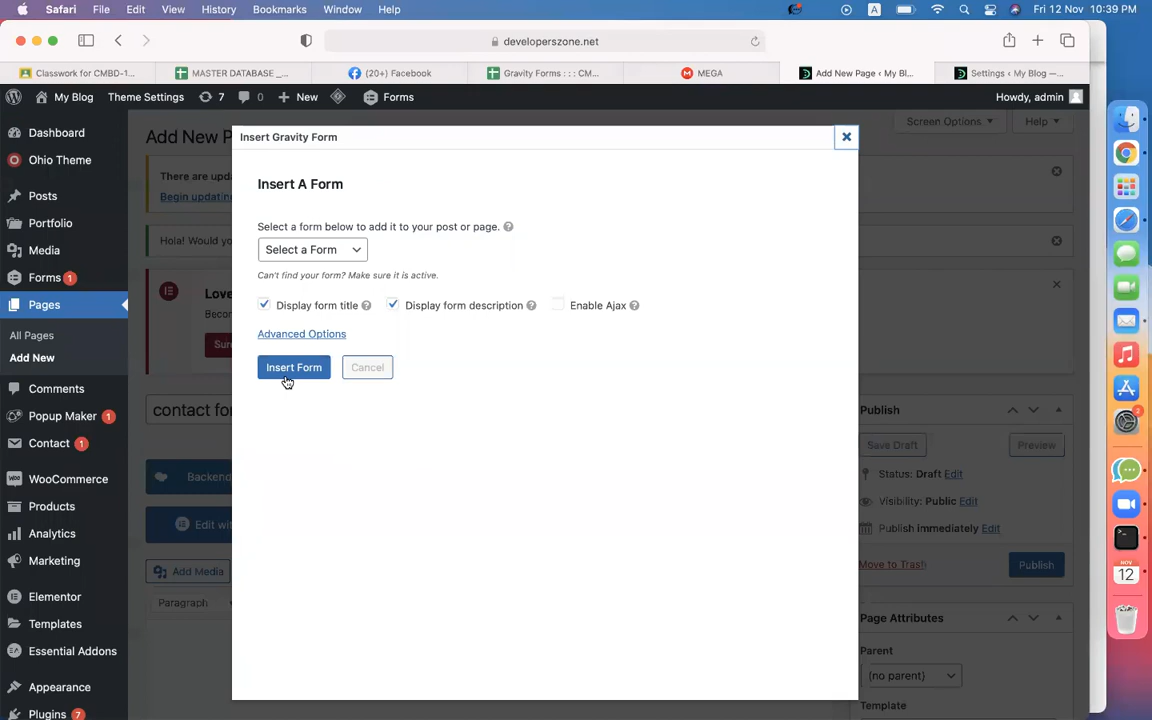 Safari File Edit View History Bookmarks Window Help A Fri 12 Nov 10:39 PM
developerszone.net
Classwork for CMBD-1... MASTER DATABASE _... (20+) Facebook Gravity Forms : : : CM... MEGA Add New Page ‹ My Bl... Settings ‹ My Blog —...
My Blog Theme Settings 7 0 New Forms Howdy, admin
Dashboard
Ohio Theme
Posts
Portfolio
Media
Forms 1
Pages
All Pages
Add New
Comments
Popup Maker 1
Contact 1
WooCommerce
Products
Analytics
Marketing
Elementor
Templates
Essential Addons
Appearance
Plugins 7
Add New P
Screen Options Help
There are upda
Begin updatin
Hola! Would yo
Love
Becor
Sur
contact for
Backend
Edit wit
Add Media
Paragraph
Insert Gravity Form
Insert A Form
Select a form below to add it to your post or page. ?
Select a Form
Can't find your form? Make sure it is active.
Display form title ? Display form description ? Enable Ajax ?
Advanced Options
Insert Form Cancel
Publish
Save Draft Preview
Status: Draft Edit
Visibility: Public Edit
Publish immediately Edit
Move to Trash Publish
Page Attributes
Parent
(no parent)
Template
2
NOV
12